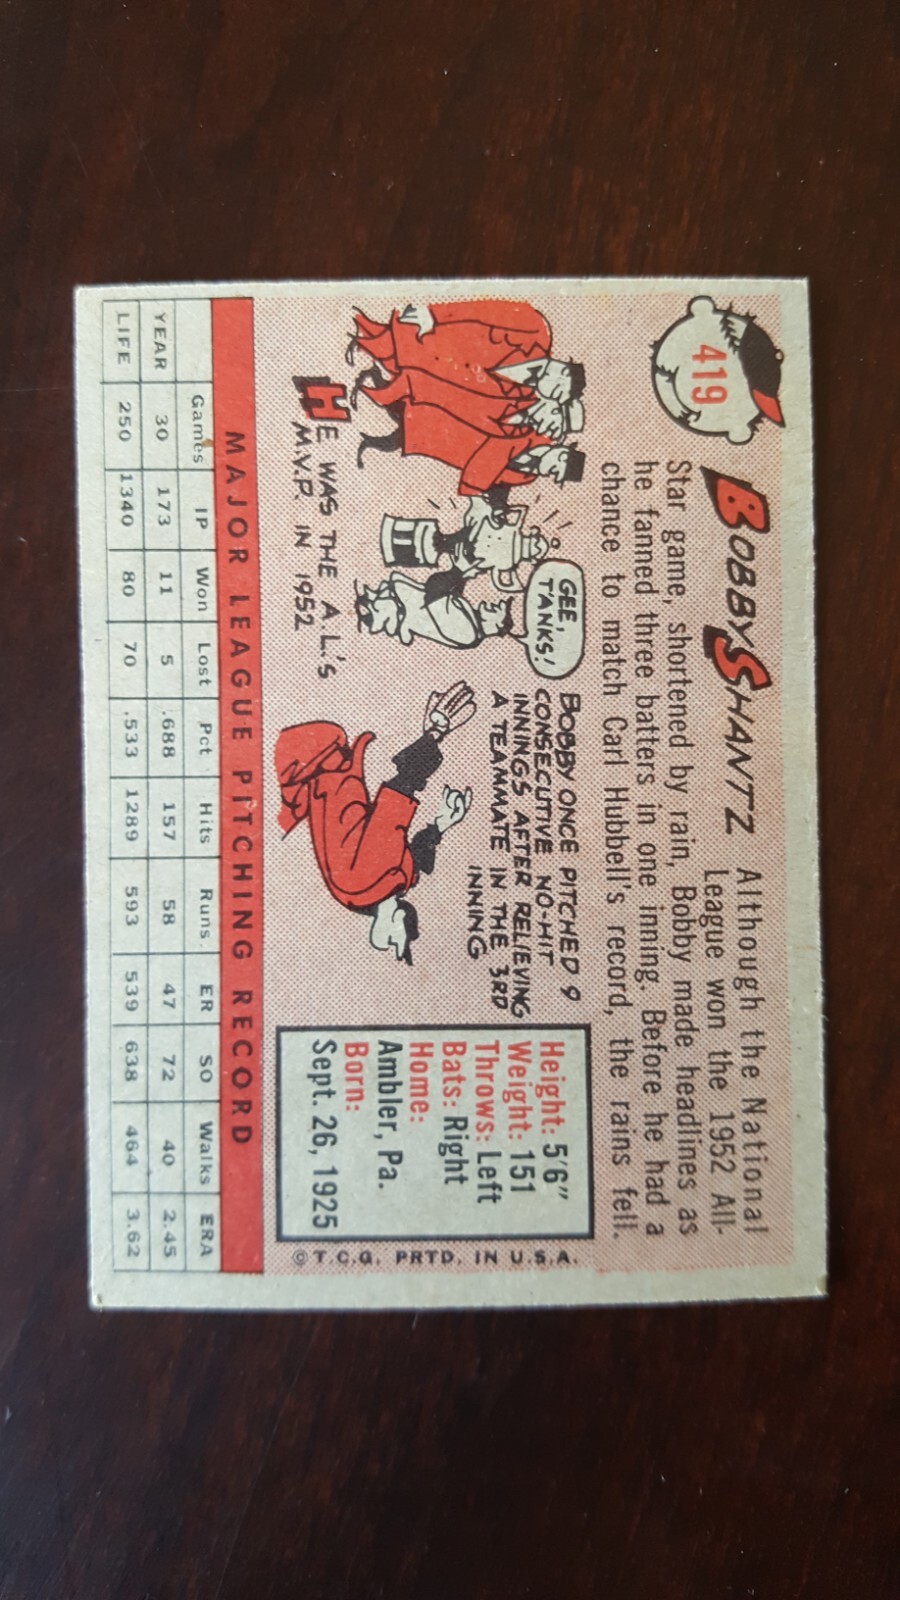 419
BOBBY SHANTZ
Although the National
League won the 1952 All-
Star game, shortened by rain, Bobby made headlines as
he fanned three batters in one inning. Before he had a
chance to match Carl Hubbell's record, the rains fell.
GEE,
T'ANKS!
HE WAS THE A.L.'s
M.V.P. IN 1952.
BOBBY ONCE PITCHED 9
CONSECUTIVE NO-HIT
INNINGS AFTER RELIEVING
A TEAMMATE IN THE 3RD
INNING
Height: 5'6"
Weight: 151
Throws: Left
Bats: Right
Home:
Ambler, Pa.
Born:
Sept. 26, 1925
© T.C.G. PRTD. IN U.S.A.
MAJOR LEAGUE PITCHING RECORD
Games IP Won Lost Pct Hits Runs. ER SO Walks ERA
YEAR 30 173 11 5 .688 157 58 47 72 40 2.45
LIFE 250 1340 80 70 .533 1289 593 539 638 464 3.62